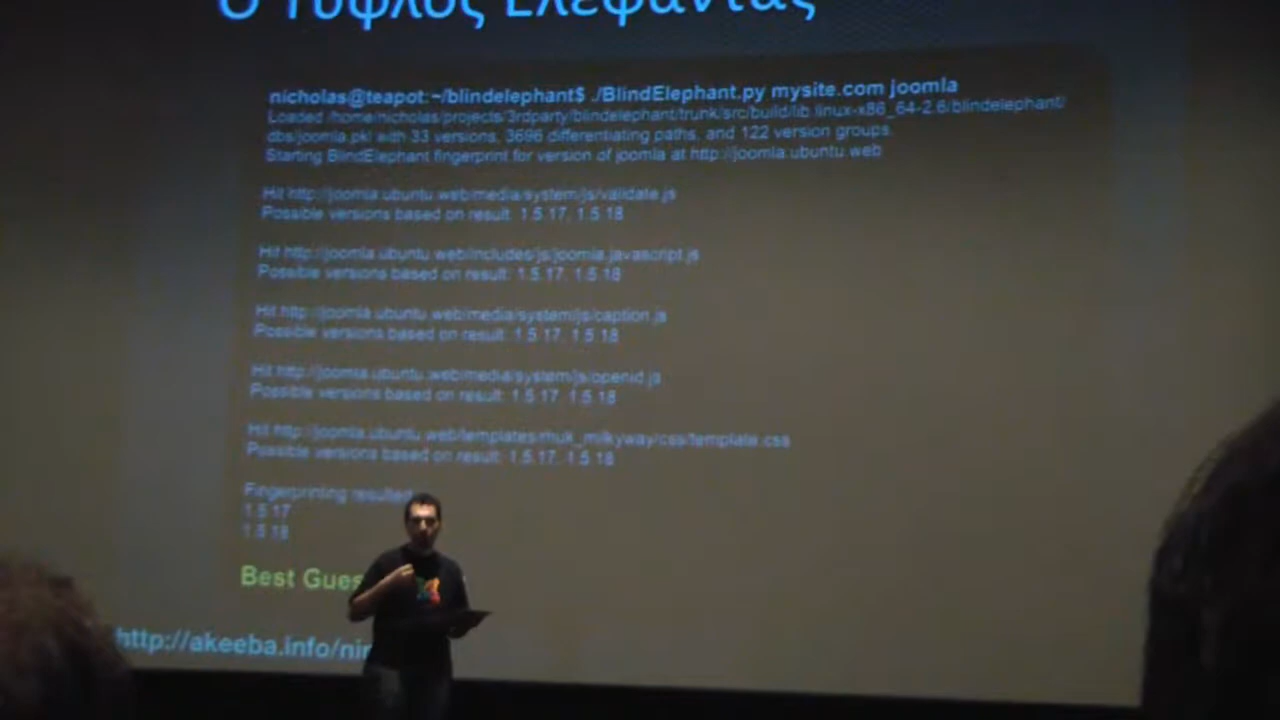 Ο Τυφλός Ελέφαντας
nicholas@teapot:~/blindelephant$ ./BlindElephant.py mysite.com joomla
Loaded /home/nicholas/projects/3rdparty/blindelephant/trunk/src/build/lib.linux-x86_64-2.6/blindelephant/
dbs/joomla.pkl with 33 versions, 3696 differentiating paths, and 122 version groups.
Starting BlindElephant fingerprint for version of joomla at http://joomla.ubuntu.web
Hit http://joomla.ubuntu.web/media/system/js/validate.js
Possible versions based on result: 1.5.17, 1.5.18
Hit http://joomla.ubuntu.web/includes/js/joomla.javascript.js
Possible versions based on result: 1.5.17, 1.5.18
Hit http://joomla.ubuntu.web/media/system/js/caption.js
Possible versions based on result: 1.5.17, 1.5.18
Hit http://joomla.ubuntu.web/media/system/js/openid.js
Possible versions based on result: 1.5.17, 1.5.18
Hit http://joomla.ubuntu.web/templates/rhuk_milkyway/css/template.css
Possible versions based on result: 1.5.17, 1.5.18
Fingerprinting resulted
1.5.17
1.5.18
Best Gues
http://akeeba.info/nin